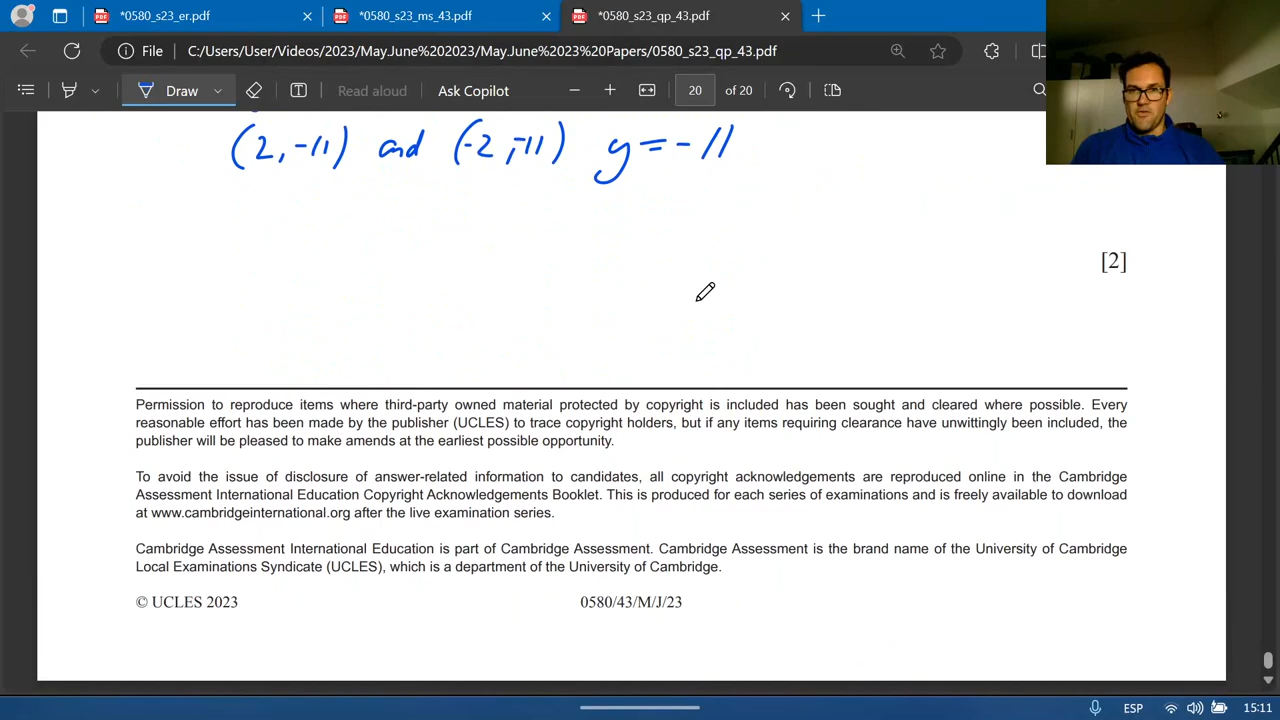 *0580_s23_er.pdf
*0580_s23_ms_43.pdf
*0580_s23_qp_43.pdf
File C:/Users/User/Videos/2023/May.June%202023/May.June%2023%20Papers/0580_s23_qp_43.pdf
Draw Read aloud Ask Copilot 20 of 20
(2, -11) and (-2, -11) y = -11
[2]
Permission to reproduce items where third-party owned material protected by copyright is included has been sought and cleared where possible. Every
reasonable effort has been made by the publisher (UCLES) to trace copyright holders, but if any items requiring clearance have unwittingly been included, the
publisher will be pleased to make amends at the earliest possible opportunity.
To avoid the issue of disclosure of answer-related information to candidates, all copyright acknowledgements are reproduced online in the Cambridge
Assessment International Education Copyright Acknowledgements Booklet. This is produced for each series of examinations and is freely available to download
at www.cambridgeinternational.org after the live examination series.
Cambridge Assessment International Education is part of Cambridge Assessment. Cambridge Assessment is the brand name of the University of Cambridge
Local Examinations Syndicate (UCLES), which is a department of the University of Cambridge.
© UCLES 2023 0580/43/M/J/23
ESP 15:11